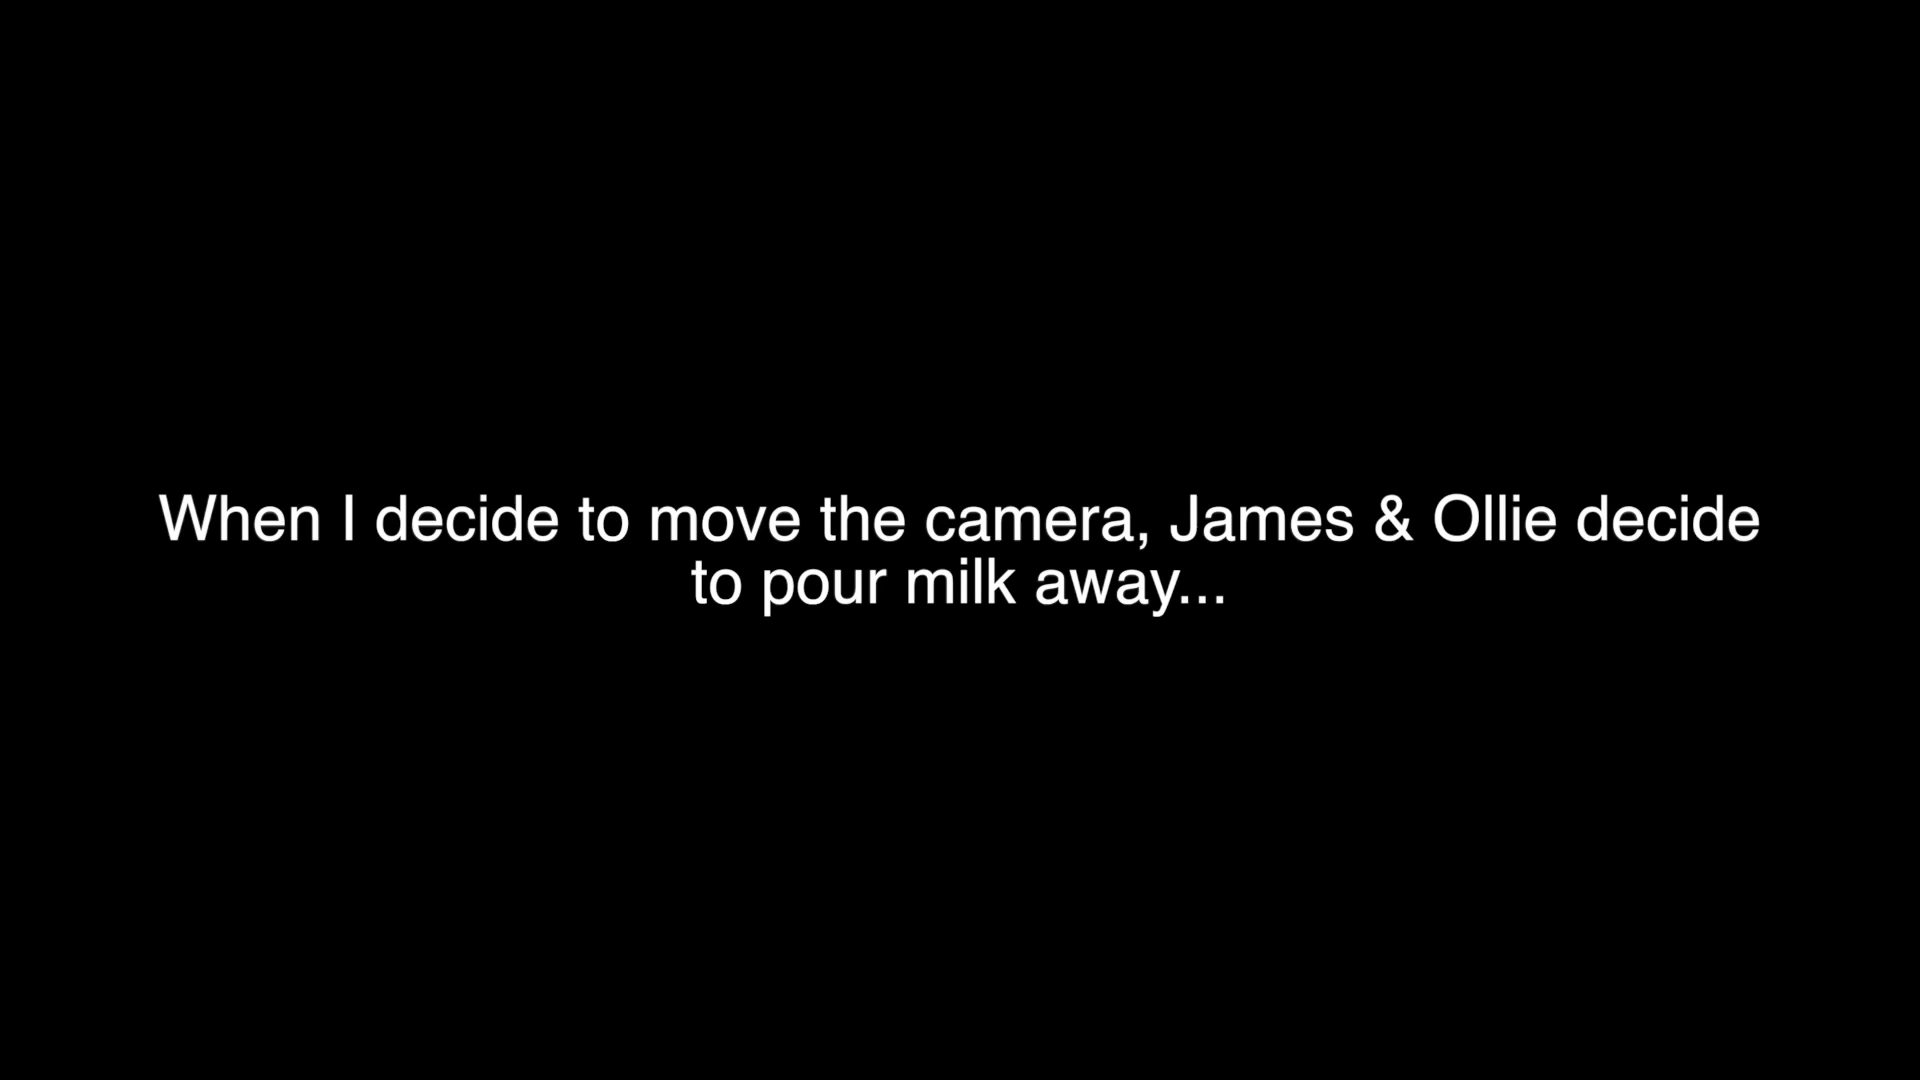 When I decide to move the camera, James & Ollie decide
to pour milk away...